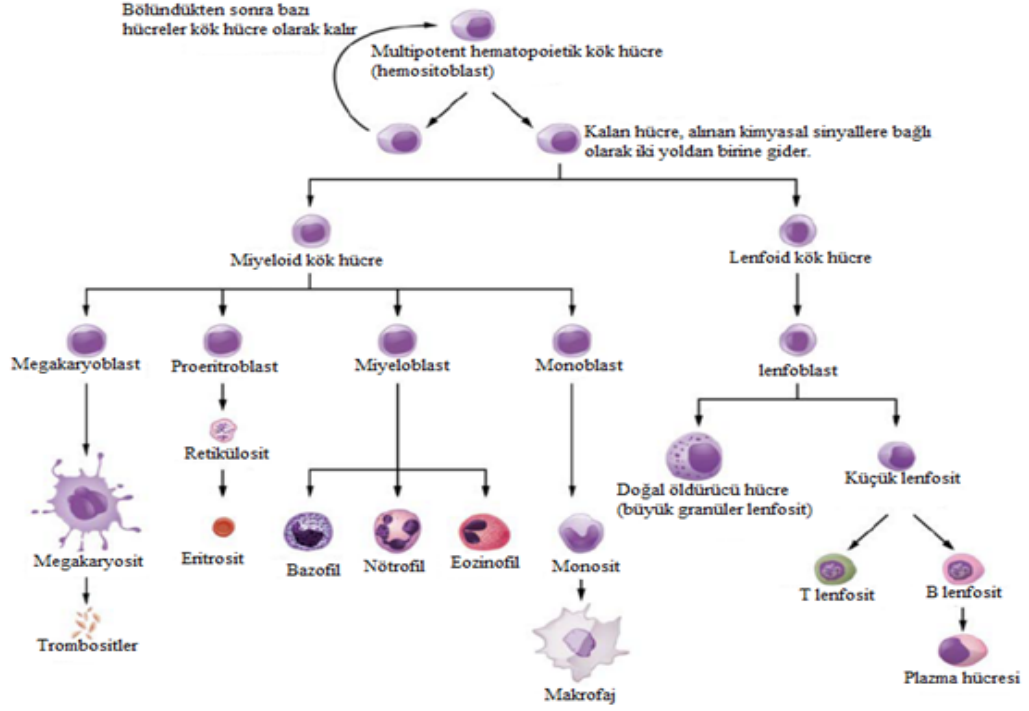 Bölündükten sonra bazı
hücreler kök hücre olarak kalır
Multipotent hematopoietik kök hücre
(hemositoblast)
Kalan hücre, alınan kimyasal sinyallere bağlı
olarak iki yoldan birine gider.
Miyeloid kök hücre
Lenfoid kök hücre
Megakaryoblast
Proeritroblast
Miyeloblast
Monoblast
lenfoblast
Retikülosit
Doğal öldürücü hücre
(büyük granüler lenfosit)
Küçük lenfosit
Megakaryosit
Eritrosit
Bazofil
Nötrofil
Eozinofil
Monosit
T lenfosit
B lenfosit
Trombositler
Makrofaj
Plazma hücresi